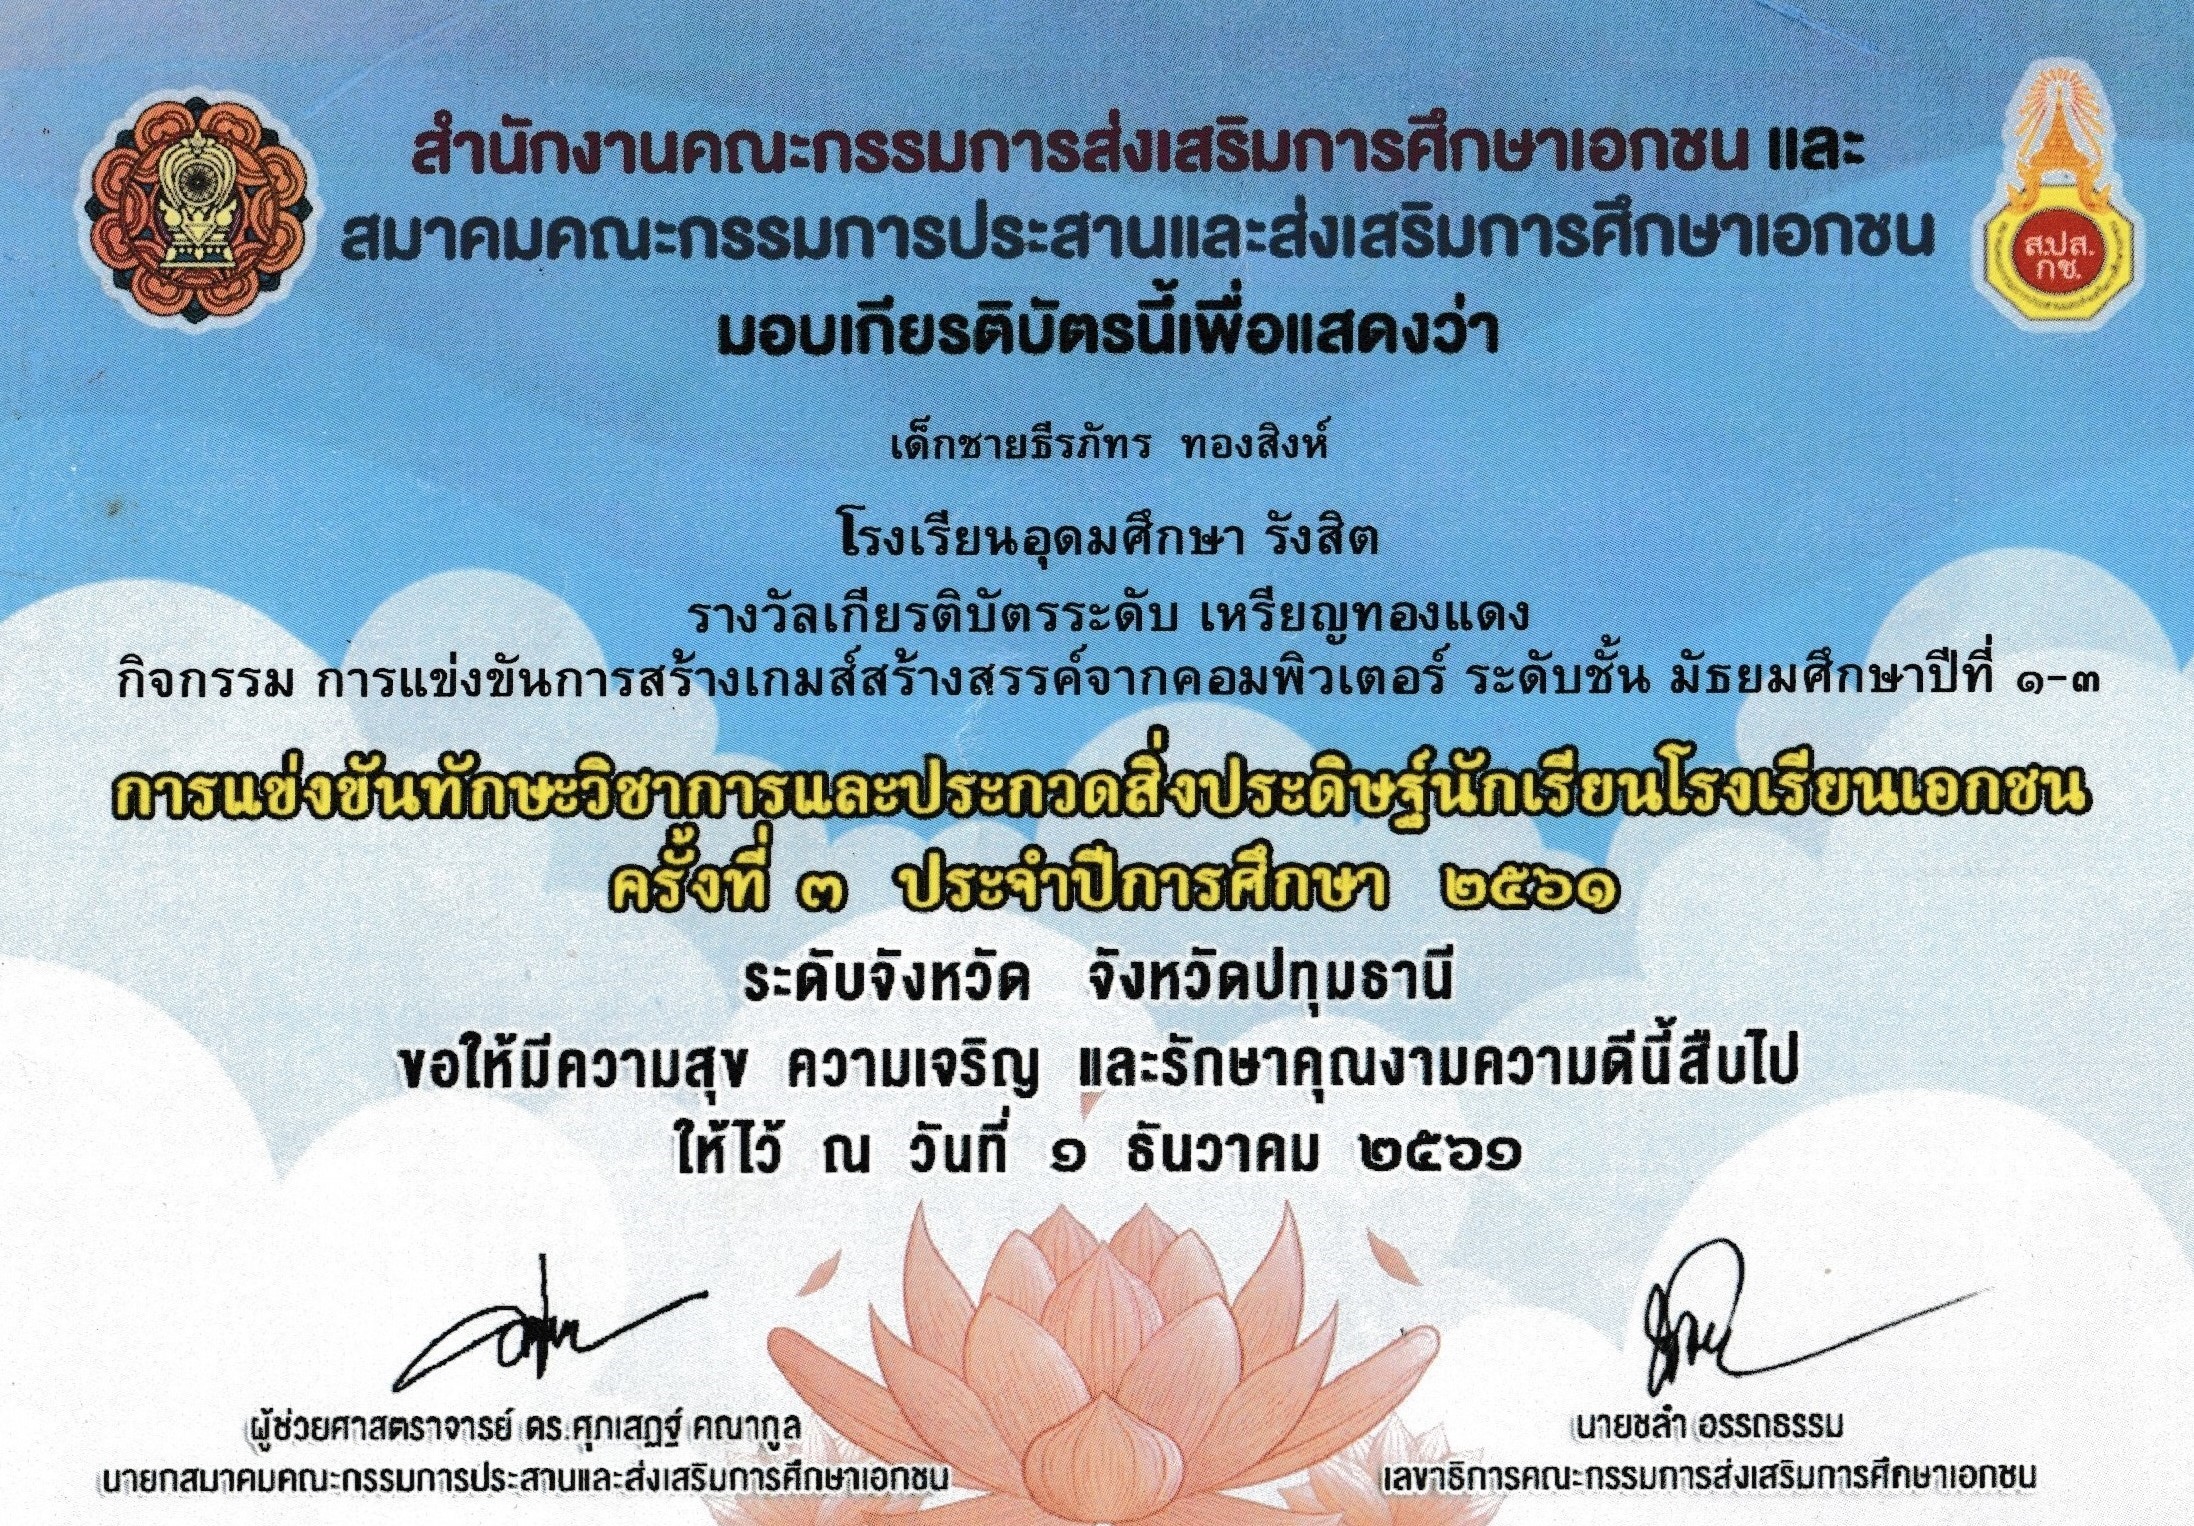 สำนักงานคณะกรรมการส่งเสริมการศึกษาเอกชน และ
สมาคมคณะกรรมการประสานและส่งเสริมการศึกษาเอกชน
ส.ปส.
กช.
มอบเกียรติบัตรนี้เพื่อแสดงว่า
เด็กชายธีรภัทร ทองสิงห์
โรงเรียนอุดมศึกษา รังสิต
รางวัลเกียรติบัตรระดับ เหรียญทองแดง
กิจกรรม การแข่งขันการสร้างเกมส์สร้างสรรค์จากคอมพิวเตอร์ ระดับชั้น มัธยมศึกษาปีที่ ๑-๓
การแข่งขันทักษะวิชาการและประกวดสิ่งประดิษฐ์นักเรียนโรงเรียนเอกชน
ครั้งที่ ๓ ประจำปีการศึกษา ๒๕๖๑
ระดับจังหวัด จังหวัดปทุมธานี
ขอให้มีความสุข ความเจริญ และรักษาคุณงามความดีนี้สืบไป
ให้ไว้ ณ วันที่ ๑ ธันวาคม ๒๕๖๑
ผู้ช่วยศาสตราจารย์ ดร.ศุภเสฏฐ์ คณากูล
นายกสมาคมคณะกรรมการประสานและส่งเสริมการศึกษาเอกชน
นายชลำ อรรถธรรม
เลขาธิการคณะกรรมการส่งเสริมการศึกษาเอกชน